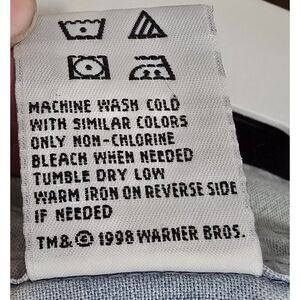 MACHINE WASH COLD
WITH SIMILAR COLORS
ONLY NON-CHLORINE
BLEACH WHEN NEEDED
TUMBLE DRY LOW
WARM IRON ON REVERSE SIDE
IF NEEDED
TM& © 1998 WARNER BROS.